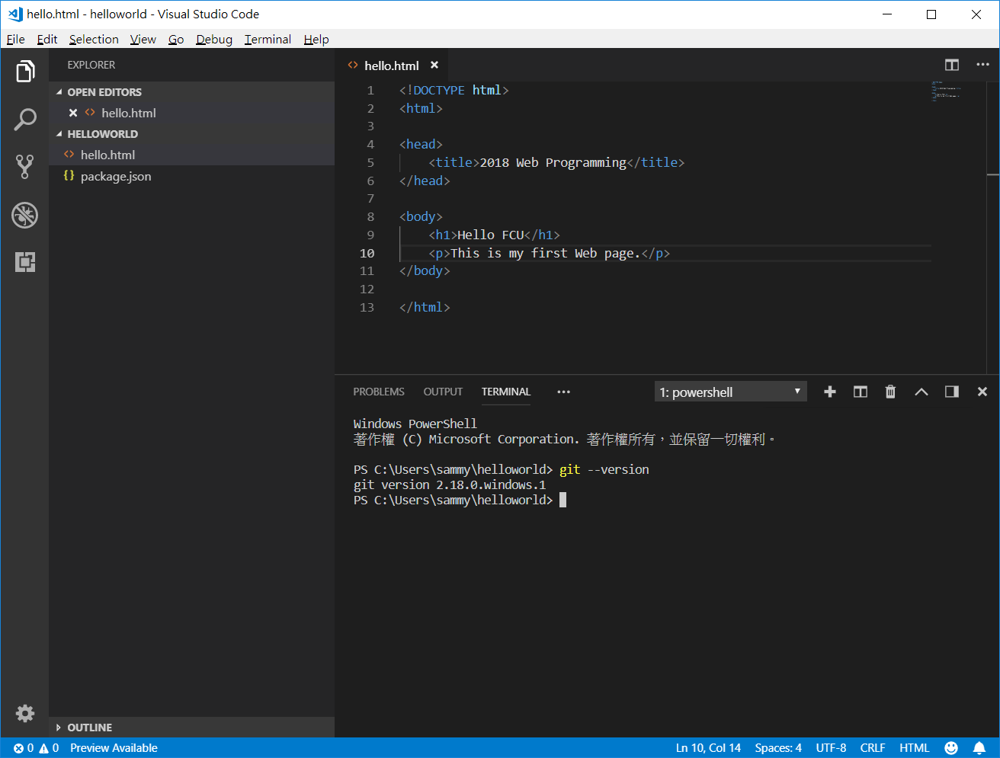 hello.html - helloworld - Visual Studio Code
File Edit Selection View Go Debug Terminal Help
EXPLORER
OPEN EDITORS
hello.html
HELLOWORLD
hello.html
{} package.json
OUTLINE
<> hello.html
1 <!DOCTYPE html>
2 <html>
3
4 <head>
5     <title>2018 Web Programming</title>
6 </head>
7
8 <body>
9     <h1>Hello FCU</h1>
10     <p>This is my first Web page.</p>
11 </body>
12
13 </html>
PROBLEMS OUTPUT TERMINAL ••• 1: powershell
Windows PowerShell
著作權 (C) Microsoft Corporation. 著作權所有，並保留一切權利。
PS C:\Users\sammy\helloworld> git --version
git version 2.18.0.windows.1
PS C:\Users\sammy\helloworld>
0 0 Preview Available Ln 10, Col 14 Spaces: 4 UTF-8 CRLF HTML